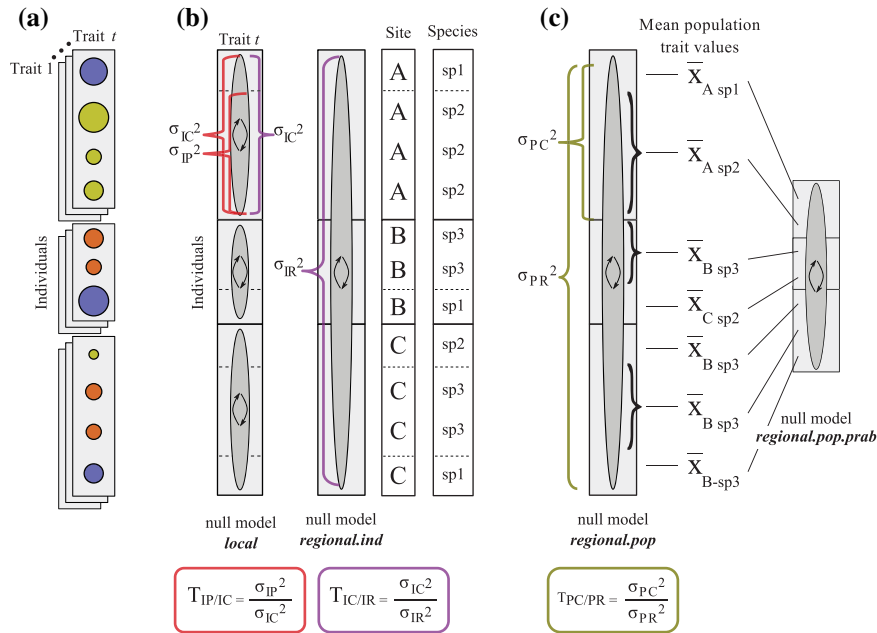 (a)
Trait t
Trait 1
Individuals
(b)
Trait t
Site
Species
σIC²
σIP²
σIC²
σIR²
Individuals
A
sp1
A
sp2
A
sp2
A
sp2
B
sp3
B
sp3
B
sp1
C
sp2
C
sp3
C
sp3
C
sp1
null model
local
null model
regional.ind
TIP/IC = σIP² / σIC²
TIC/IR = σIC² / σIR²
(c)
Mean population
trait values
σPC²
σPR²
X̄A sp1
X̄A sp2
X̄B sp3
X̄C sp2
X̄B sp3
X̄B sp3
X̄B-sp3
null model
regional.pop.prab
null model
regional.pop
TPC/PR = σPC² / σPR²